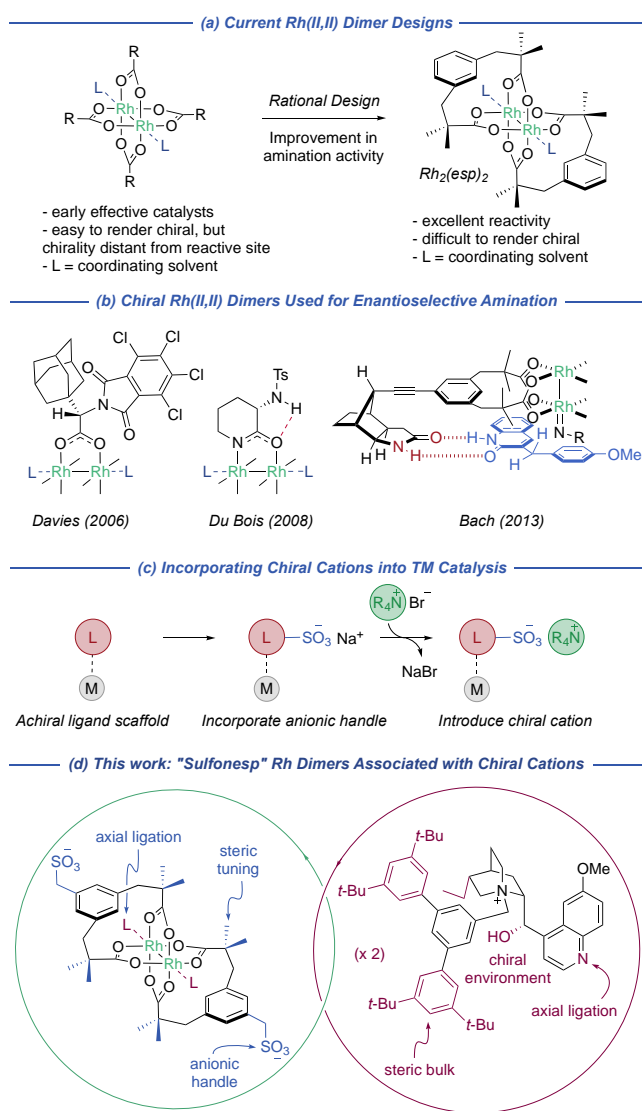 (a) Current Rh(II,II) Dimer Designs
R
L
O
O
O
O
Rh
R
R
Rh
O
O
O
O
L
R
Rational Design
Improvement in
amination activity
L
O
O
O
O
Rh
Rh
O
O
O
O
L
Rh2(esp)2
- early effective catalysts
- easy to render chiral, but
chirality distant from reactive site
- L = coordinating solvent
- excellent reactivity
- difficult to render chiral
- L = coordinating solvent
(b) Chiral Rh(II,II) Dimers Used for Enantioselective Amination
Cl
Cl
Cl
Cl
O
N
O
H
O
O
L
Rh
Rh
L
Davies (2006)
Ts
N
H
N
O
L
Rh
Rh
L
Du Bois (2008)
O
O
Rh
O
O
Rh
N
R
H
H
H
N
H
O
H
N
O
H
H
OMe
Bach (2013)
(c) Incorporating Chiral Cations into TM Catalysis
L
M
L
SO3− Na+
M
R4N+ Br−
NaBr
L
SO3− R4N+
M
Achiral ligand scaffold
Incorporate anionic handle
Introduce chiral cation
(d) This work: "Sulfonesp" Rh Dimers Associated with Chiral Cations
SO3−
axial ligation
steric
tuning
L
O
O
O
O
Rh
Rh
O
O
O
O
L
SO3−
anionic
handle
t-Bu
t-Bu
(x 2)
t-Bu
t-Bu
steric bulk
N+
HO
chiral
environment
OMe
N
axial ligation